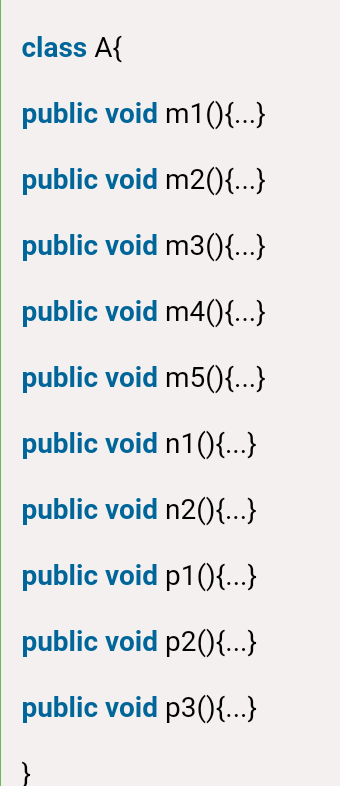 class A{
public void m1(){...}
public void m2(){...}
public void m3(){...}
public void m4(){...}
public void m5(){...}
public void n1(){...}
public void n2(){...}
public void p1(){...}
public void p2(){...}
public void p3(){...}
}